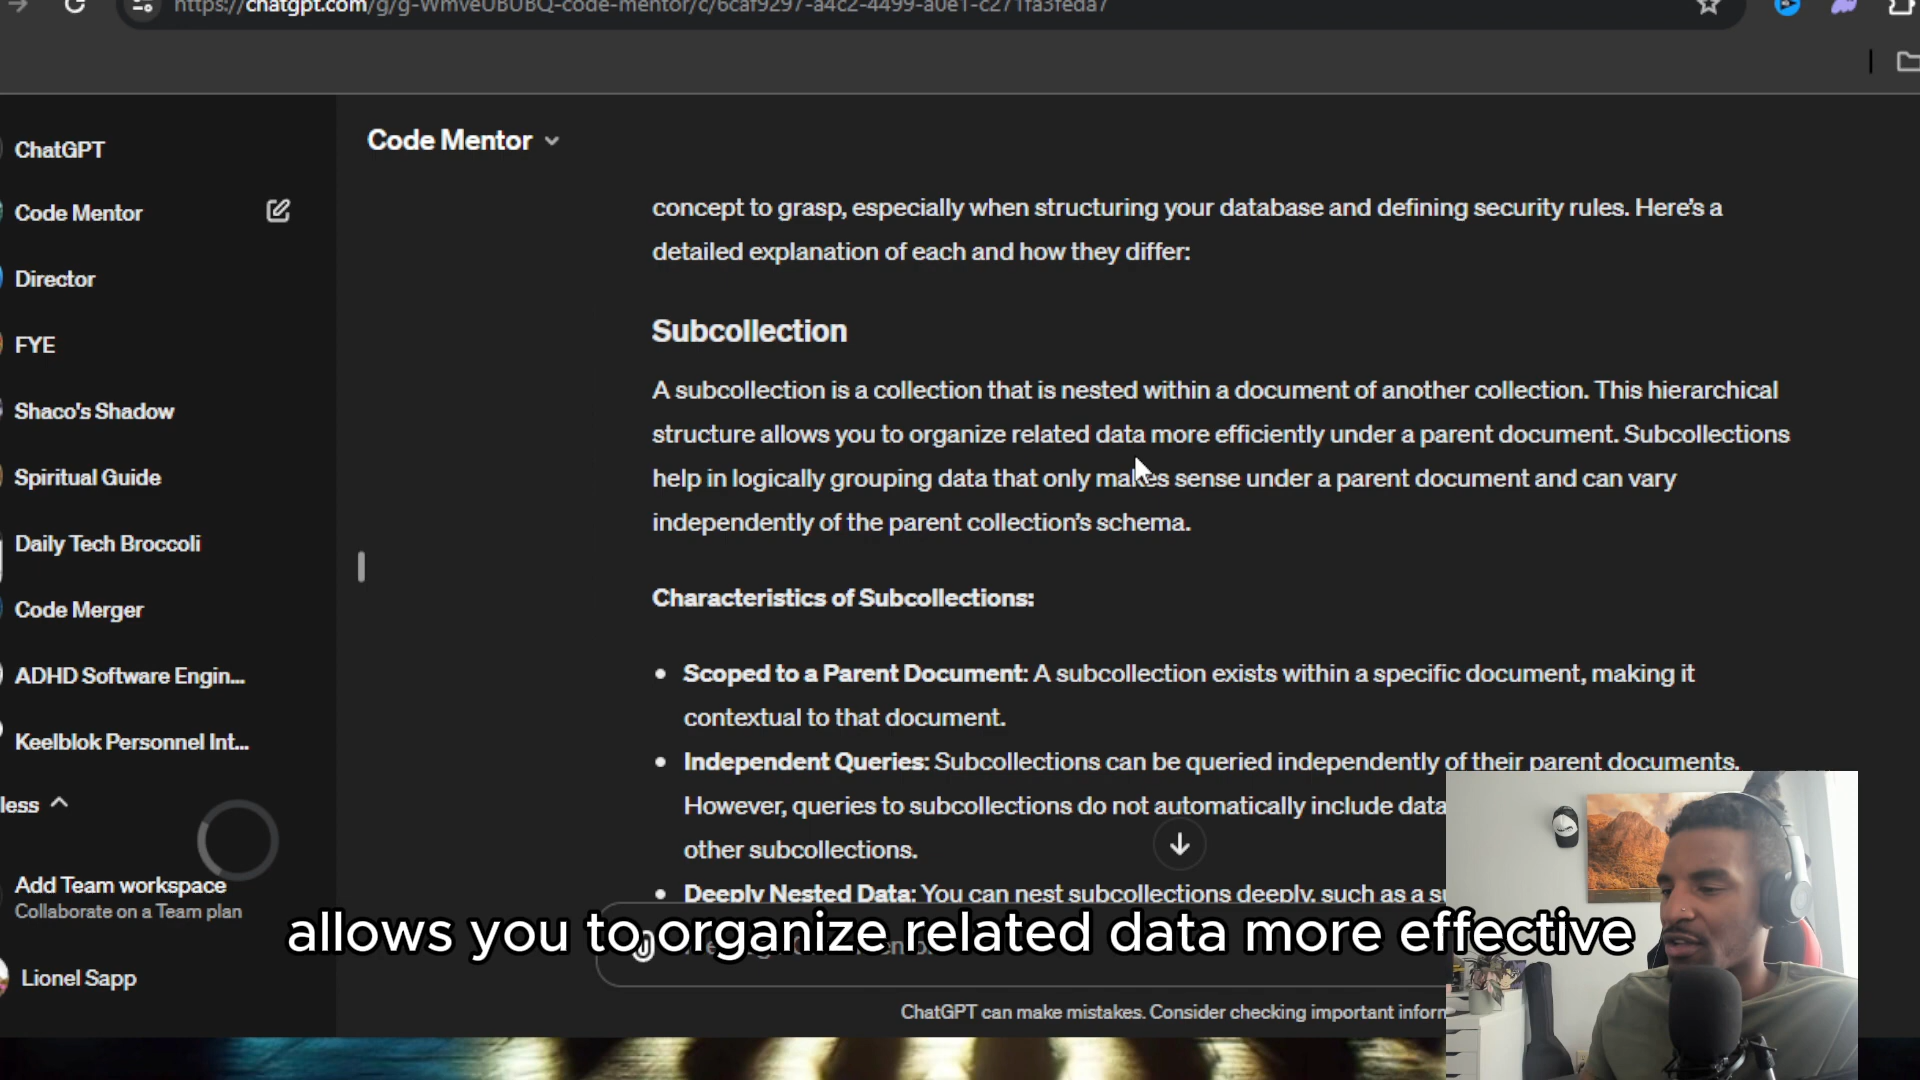 https://chatgpt.com/g/g-WmveUBUBQ-code-mentor/c/6caf9297-a4c2-4499-a0e1-c271fa3feda7
ChatGPT
Code Mentor
Director
FYE
Shaco's Shadow
Spiritual Guide
Daily Tech Broccoli
Code Merger
ADHD Software Engin...
Keelblok Personnel Int...
less
Add Team workspace
Collaborate on a Team plan
Lionel Sapp
Code Mentor
concept to grasp, especially when structuring your database and defining security rules. Here's a
detailed explanation of each and how they differ:
Subcollection
A subcollection is a collection that is nested within a document of another collection. This hierarchical
structure allows you to organize related data more efficiently under a parent document. Subcollections
help in logically grouping data that only makes sense under a parent document and can vary
independently of the parent collection's schema.
Characteristics of Subcollections:
• Scoped to a Parent Document: A subcollection exists within a specific document, making it
contextual to that document.
• Independent Queries: Subcollections can be queried independently of their parent documents.
However, queries to subcollections do not automatically include data
other subcollections.
• Deeply Nested Data: You can nest subcollections deeply, such as a
allows you to organize related data more effective
ChatGPT can make mistakes. Consider checking important